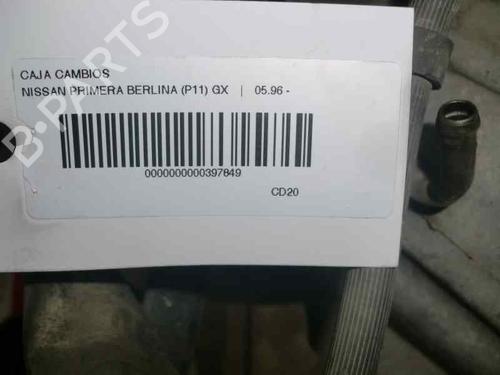 CAJA CAMBIOS
NISSAN PRIMERA BERLINA (P11) GX | 05.96 -
0000000000397849
CD20
B-PARTS